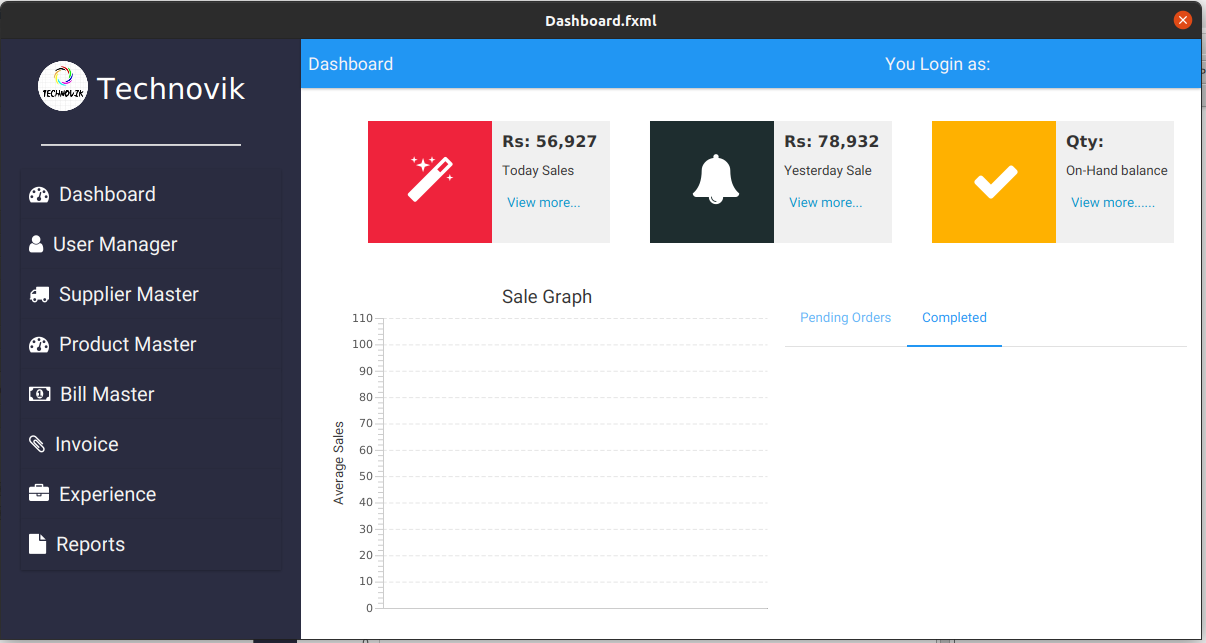 Dashboard.fxml
TECHNOVIK
Technovik
Dashboard
User Manager
Supplier Master
Product Master
Bill Master
Invoice
Experience
Reports
Dashboard
You Login as:
Rs: 56,927
Today Sales
View more...
Rs: 78,932
Yesterday Sale
View more...
Qty:
On-Hand balance
View more......
Sale Graph
110
100
90
80
70
60
50
40
30
20
10
0
Average Sales
Pending Orders
Completed